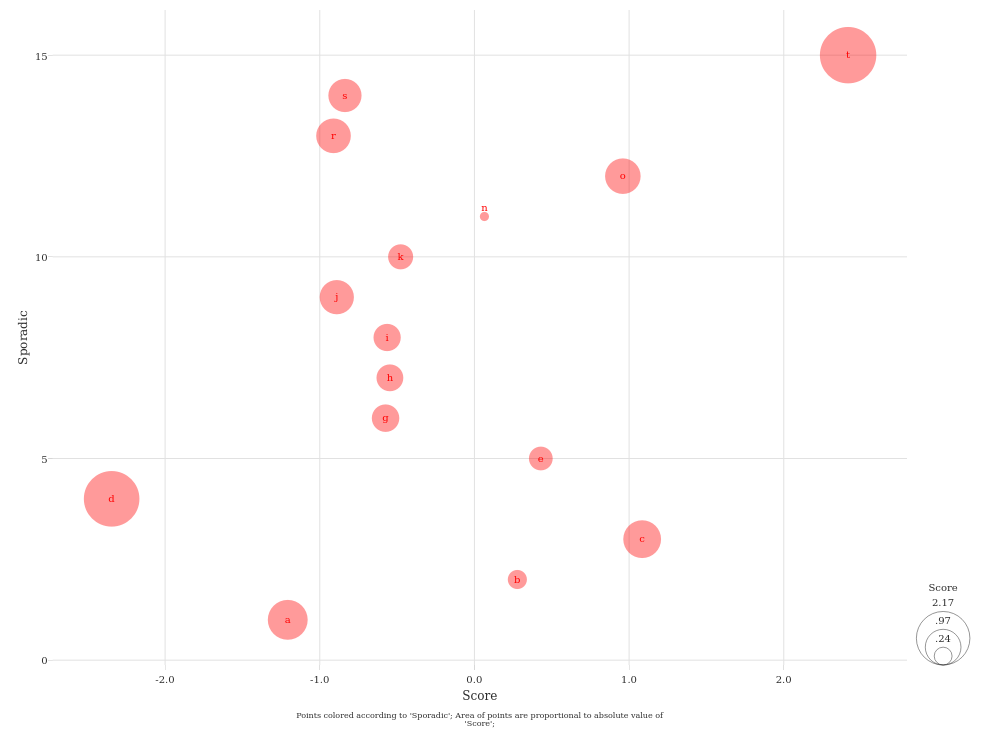 15
t
s
r
o
n
10
k
j
Sporadic
i
h
g
5
e
d
c
b
a
0
Score
2.17
.97
.24
-2.0 -1.0 0.0 1.0 2.0
Score
Points colored according to 'Sporadic'; Area of points are proportional to absolute value of
'Score';